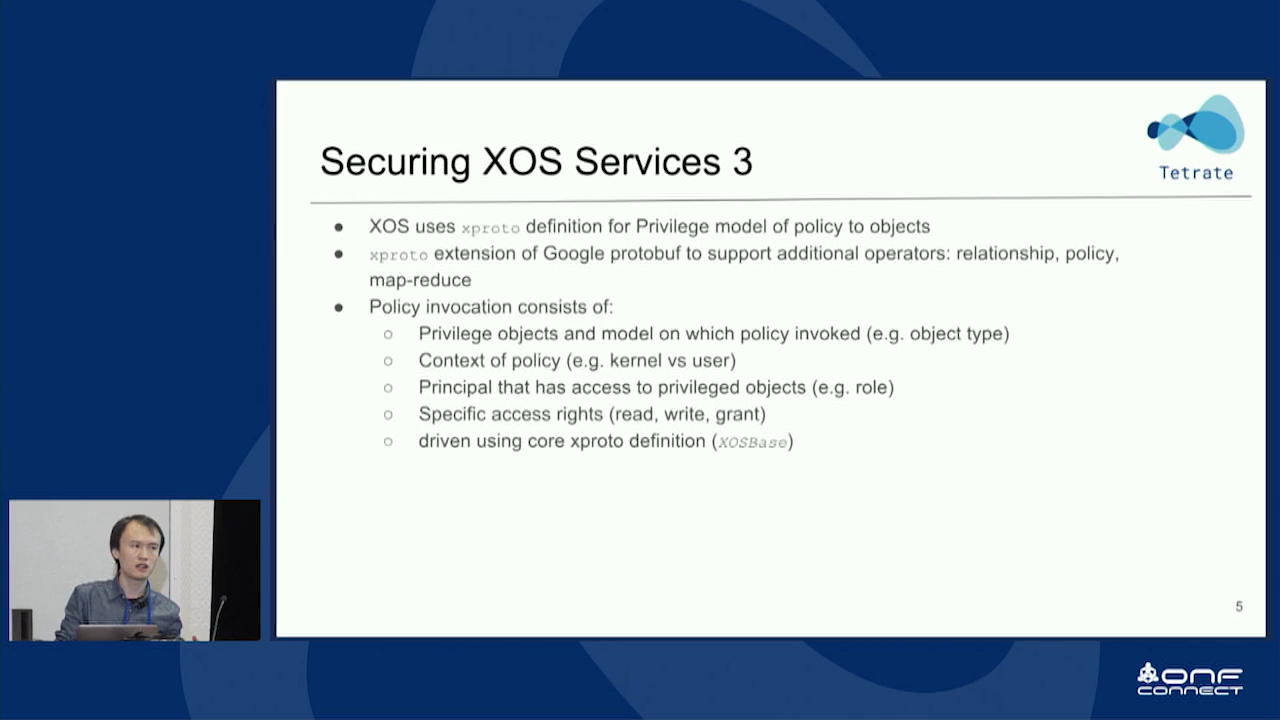 Tetrate
Securing XOS Services 3
● XOS uses xproto definition for Privilege model of policy to objects
● xproto extension of Google protobuf to support additional operators: relationship, policy,
map-reduce
● Policy invocation consists of:
○ Privilege objects and model on which policy invoked (e.g. object type)
○ Context of policy (e.g. kernel vs user)
○ Principal that has access to privileged objects (e.g. role)
○ Specific access rights (read, write, grant)
○ driven using core xproto definition (XOSBase)
5
ONF
CONNECT